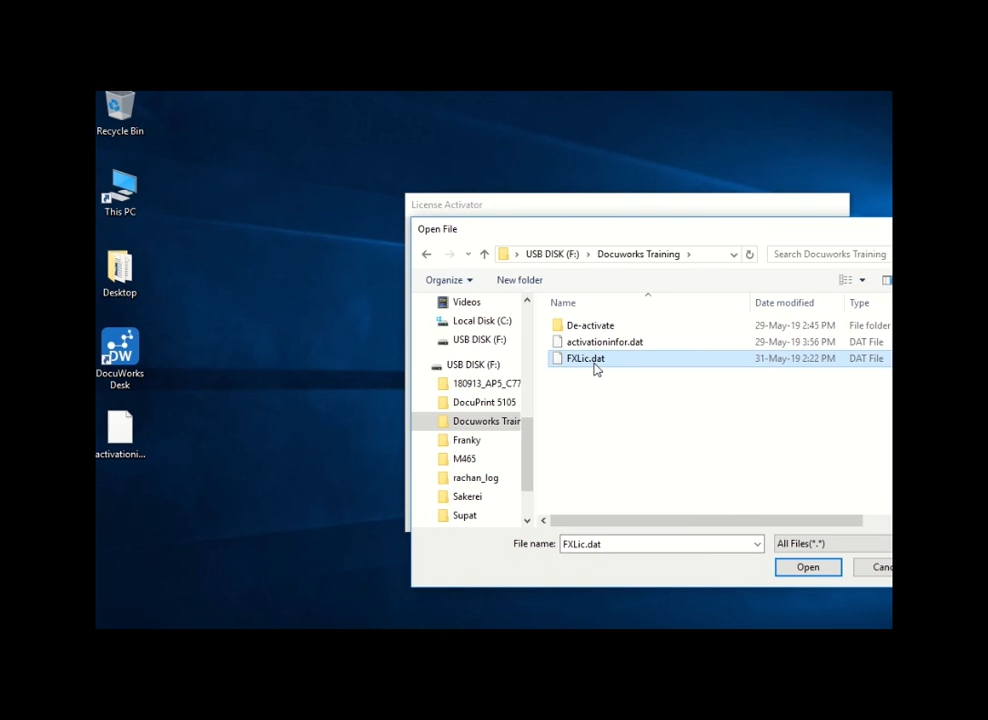 Recycle Bin
This PC
Desktop
DocuWorks
Desk
activationi...
DW
License Activator
Open File
USB DISK (F:) > Docuworks Training >
Search Docuworks Training
Organize
New folder
Videos
Local Disk (C:)
USB DISK (F:)
USB DISK (F:)
180913_AP5_C77
DocuPrint 5105
Docuworks Train
Franky
M465
rachan_log
Sakerei
Supat
Name Date modified Type
De-activate 29-May-19 2:45 PM File folder
activationinfor.dat 29-May-19 3:56 PM DAT File
FXLic.dat 31-May-19 2:22 PM DAT File
File name: FXLic.dat All Files(*.*)
Open Canc